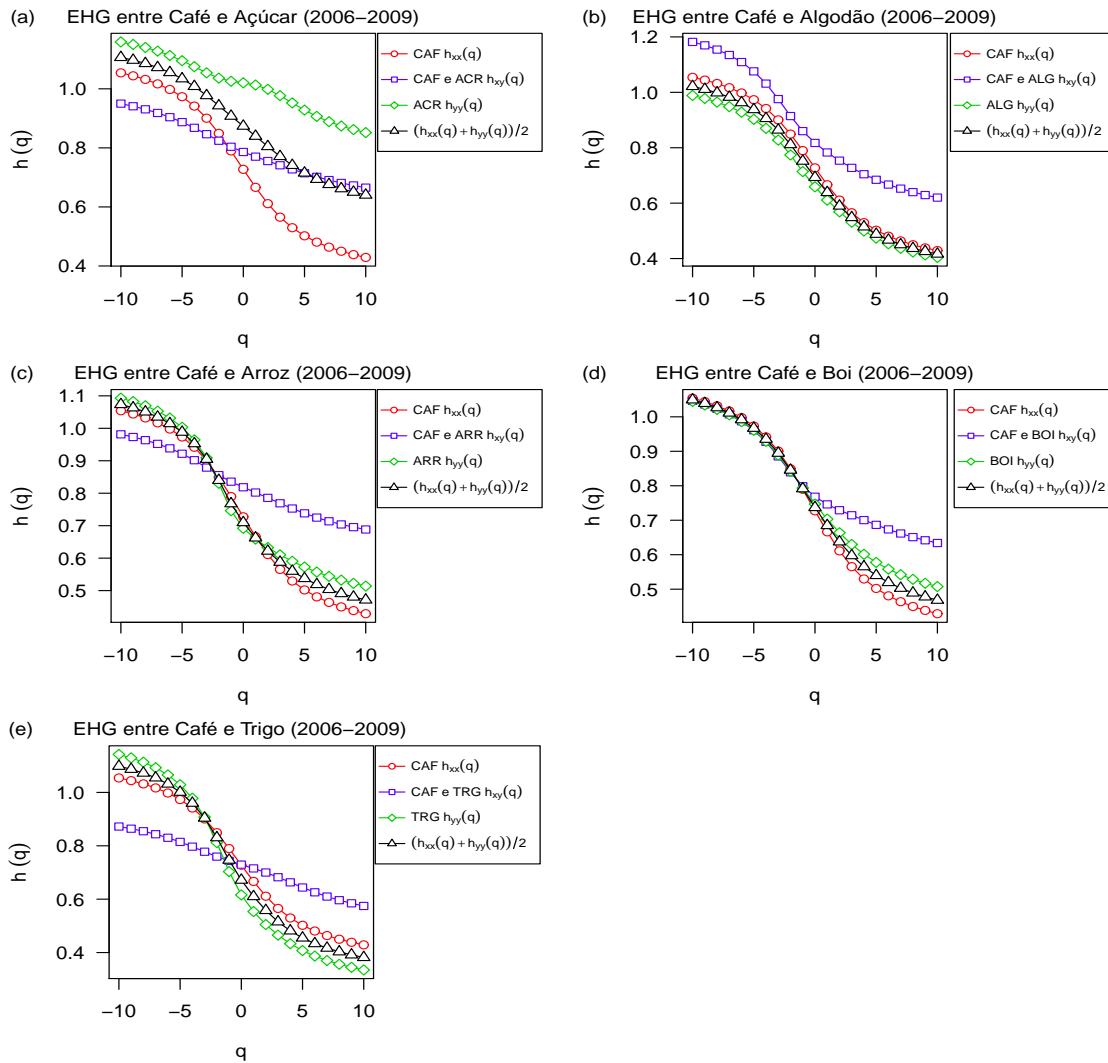 (a) EHG entre Café e Açúcar (2006−2009)
CAF hxx(q)
CAF e ACR hxy(q)
ACR hyy(q)
(hxx(q)+hyy(q))/2
h (q)
1.0
0.8
0.6
0.4
−10 −5 0 5 10
q
(b) EHG entre Café e Algodão (2006−2009)
CAF hxx(q)
CAF e ALG hxy(q)
ALG hyy(q)
(hxx(q)+hyy(q))/2
h (q)
1.2
1.0
0.8
0.6
0.4
−10 −5 0 5 10
q
(c) EHG entre Café e Arroz (2006−2009)
CAF hxx(q)
CAF e ARR hxy(q)
ARR hyy(q)
(hxx(q)+hyy(q))/2
h (q)
1.1
1.0
0.9
0.8
0.7
0.6
0.5
−10 −5 0 5 10
q
(d) EHG entre Café e Boi (2006−2009)
CAF hxx(q)
CAF e BOI hxy(q)
BOI hyy(q)
(hxx(q)+hyy(q))/2
h (q)
1.0
0.9
0.8
0.7
0.6
0.5
−10 −5 0 5 10
q
(e) EHG entre Café e Trigo (2006−2009)
CAF hxx(q)
CAF e TRG hxy(q)
TRG hyy(q)
(hxx(q)+hyy(q))/2
h (q)
1.0
0.8
0.6
0.4
−10 −5 0 5 10
q